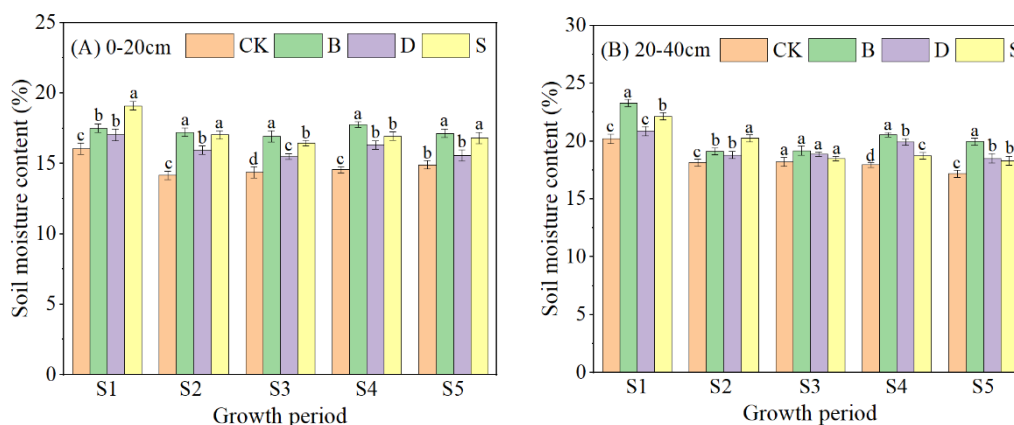 (A) 0-20cm CK B D S
Soil moisture content (%)
25
20
15
10
5
0
c b b a
c a b a
d a c b
c a b b
c a b a
S1 S2 S3 S4 S5
Growth period
(B) 20-40cm CK B D S
Soil moisture content (%)
30
25
20
15
10
5
0
c a c b
c b b a
a a a a
d a b c
c a b b
S1 S2 S3 S4 S5
Growth period